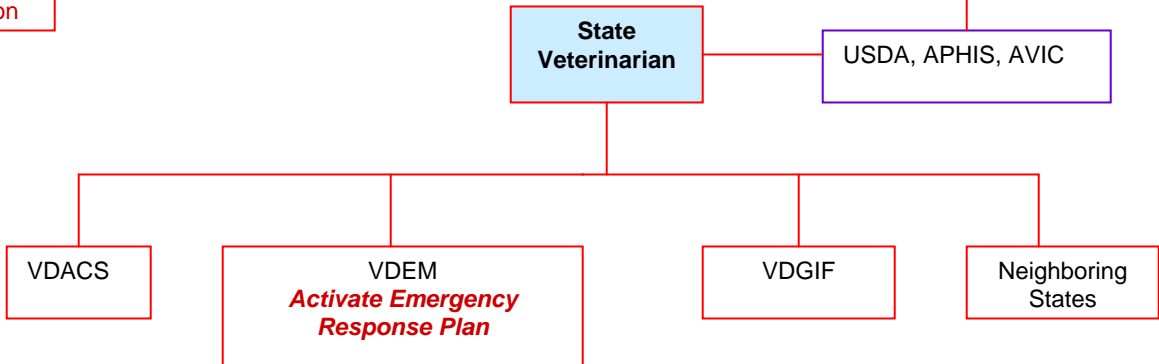 on
State
Veterinarian
USDA, APHIS, AVIC
VDACS
VDEM
Activate Emergency
Response Plan
VDGIF
Neighboring
States